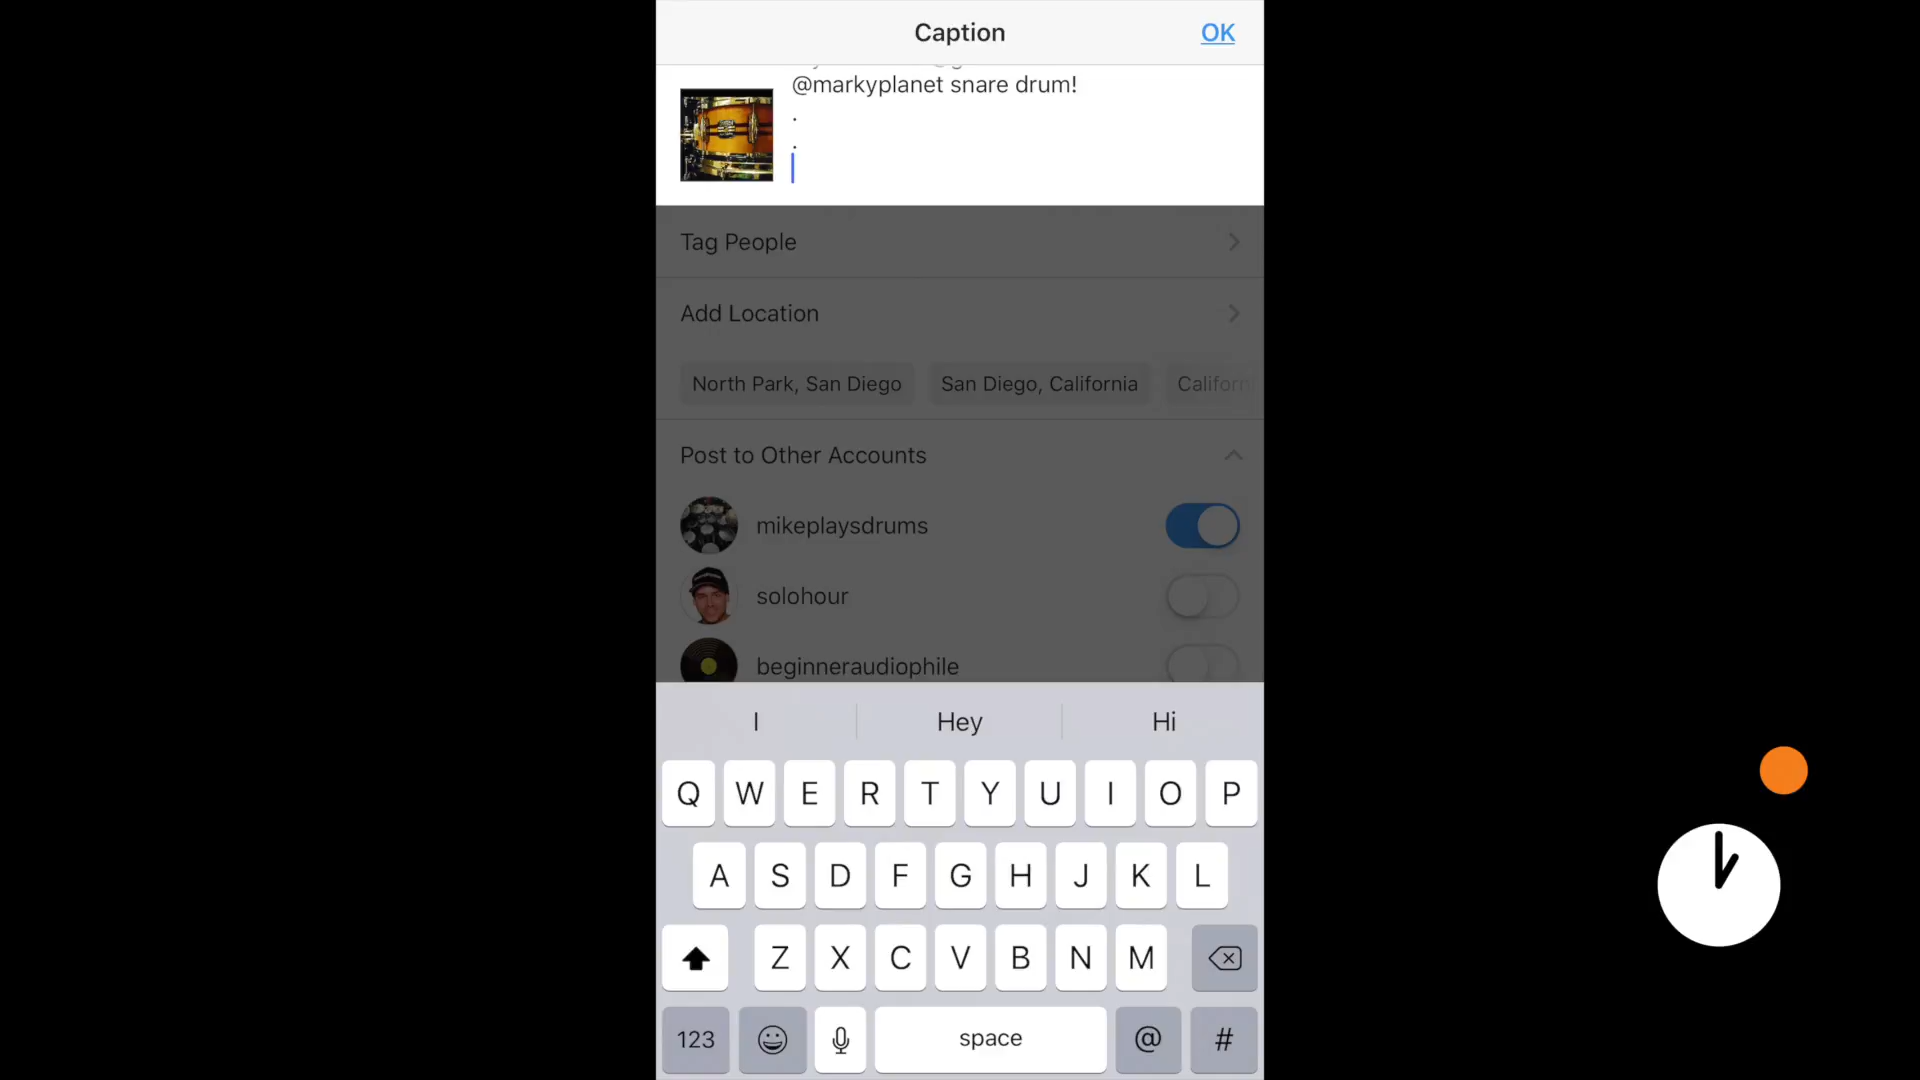 Caption
OK
@markyplanet snare drum!
.
.
Tag People
Add Location
North Park, San Diego
San Diego, California
Post to Other Accounts
mikeplaysdrums
solohour
beginneraudiophile
I
Hey
Hi
Q W E R T Y U I O P
A S D F G H J K L
Z X C V B N M
123
space
@
#